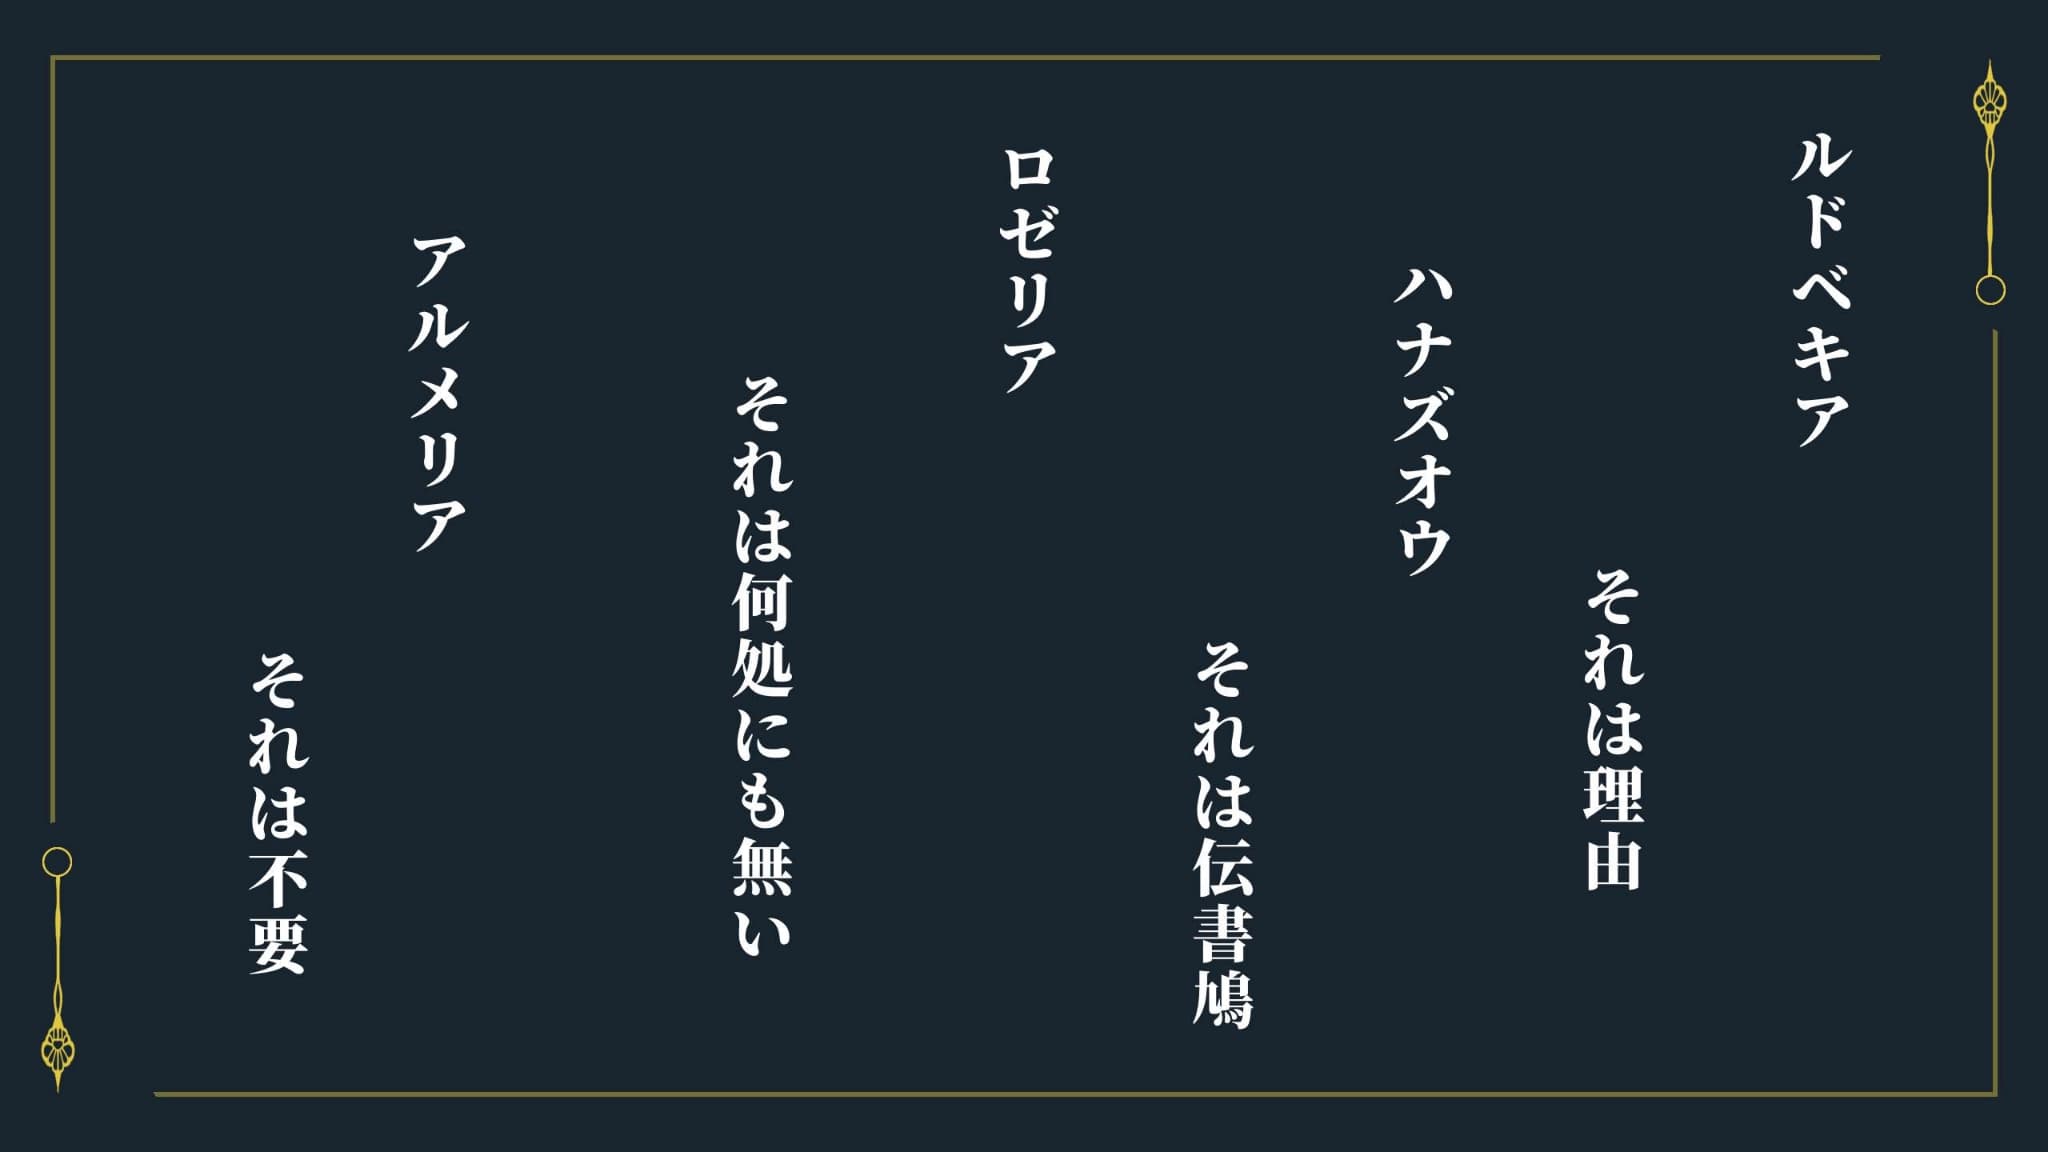 ルドベキア
それは理由
ハナズオウ
それは伝書鳩
ロゼリア
それは何処にも無い
アルメリア
それは不要